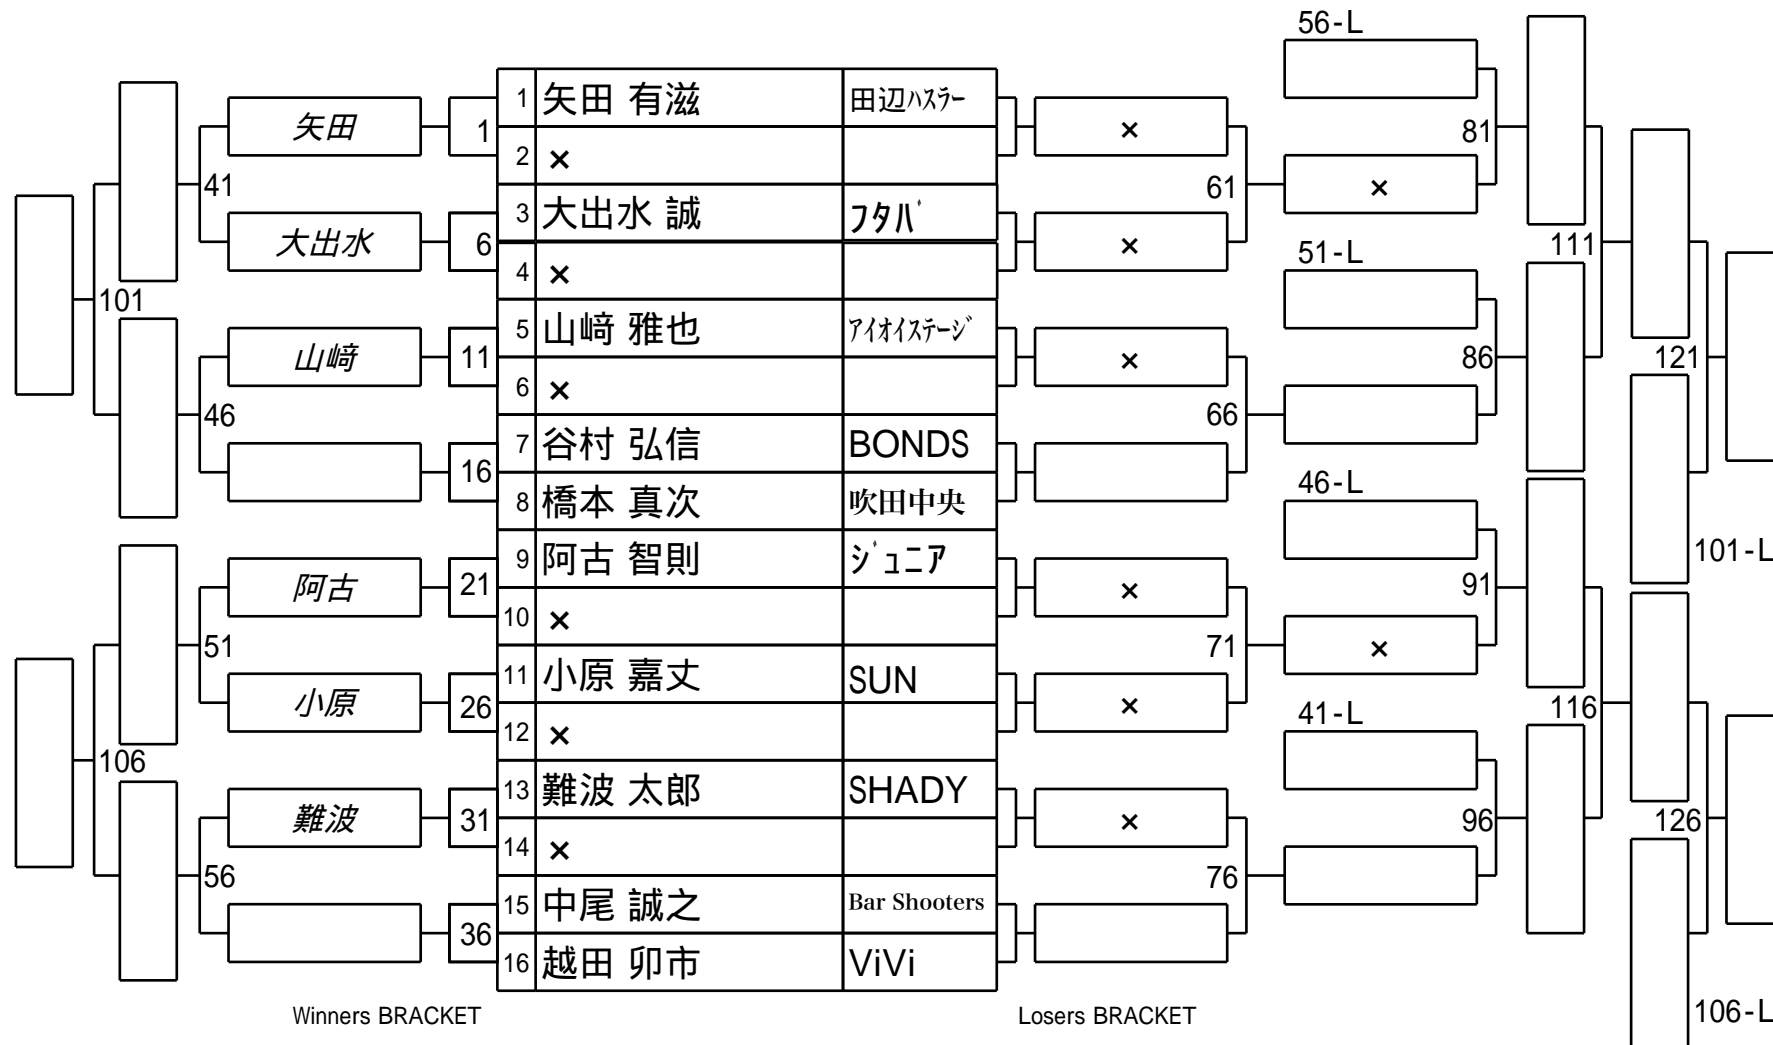 56-L
1 矢田 有滋 田辺ハスラー
矢田 1 × 81
2 ×
41 61 ×
3 大出水 誠 フタバ
大出水 6 × 111
51-L
4 ×
101
5 山﨑 雅也 アイオイステージ
山﨑 11 × 86 121
6 ×
46 66
7 谷村 弘信 BONDS
16
46-L
8 橋本 真次 吹田中央
9 阿古 智則 ジュニア 101-L
阿古 21 × 91
10 ×
51 71 ×
11 小原 嘉丈 SUN
小原 26 × 116
41-L
12 ×
106
13 難波 太郎 SHADY
難波 31 × 96 126
14 ×
56 76
15 中尾 誠之 Bar Shooters
36
16 越田 卯市 ViVi
Winners BRACKET Losers BRACKET 106-L